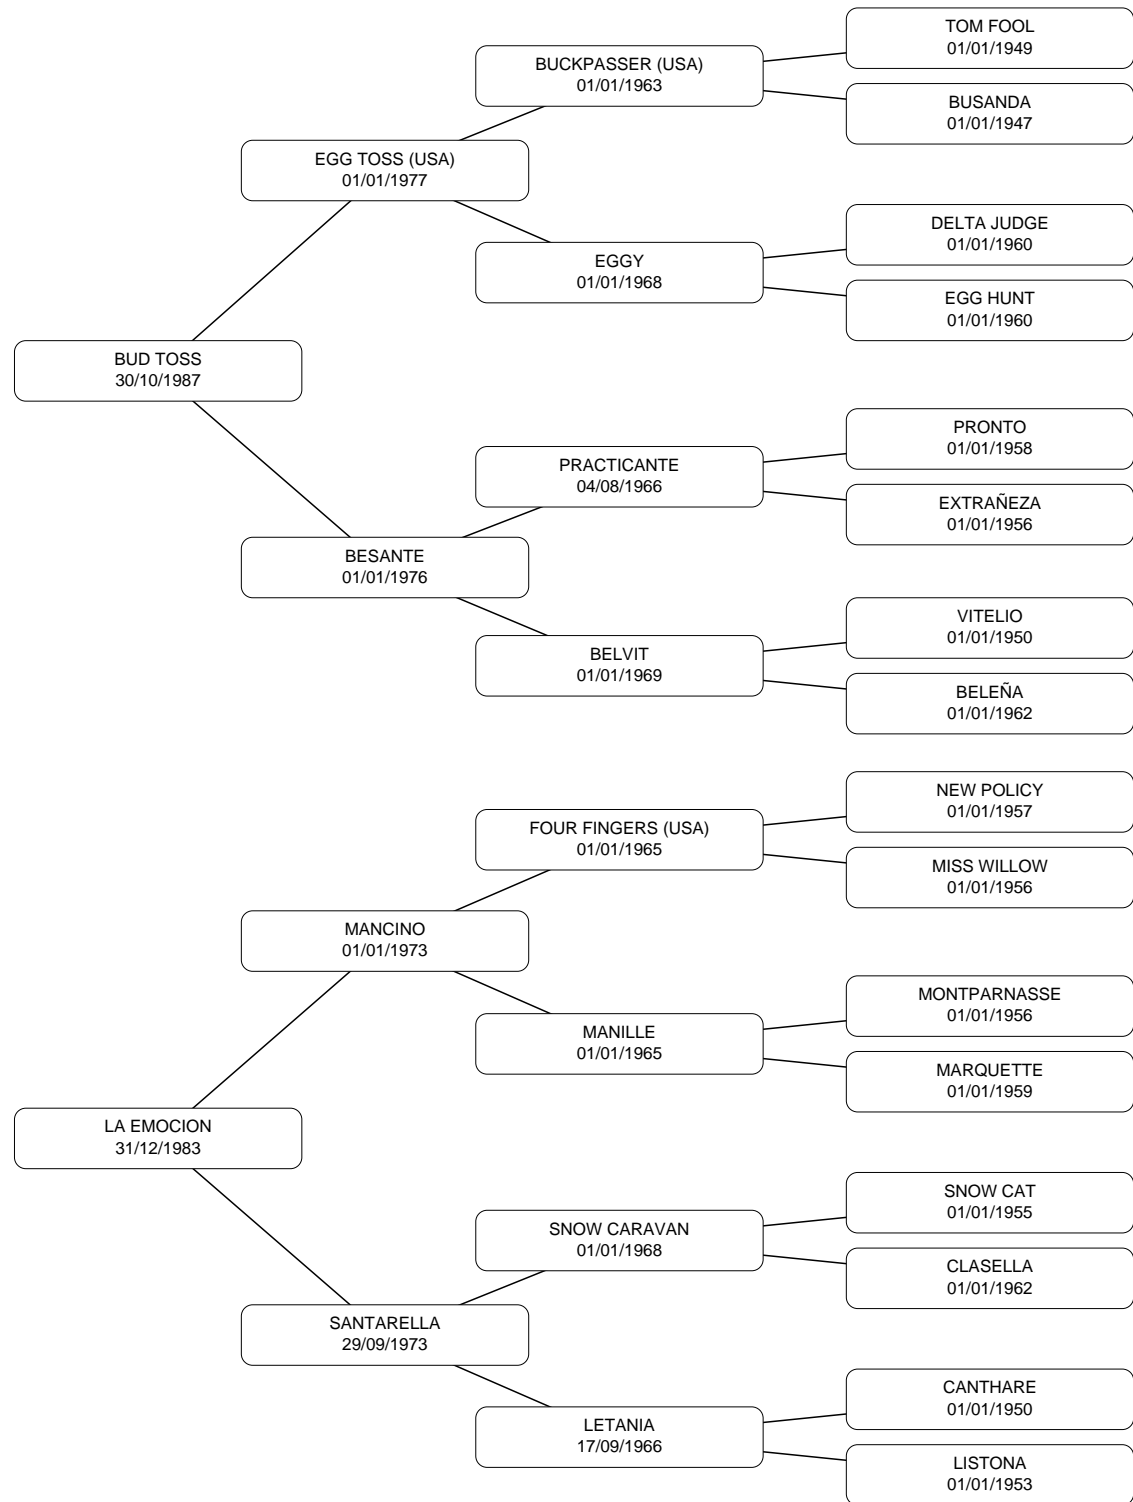 TOM FOOL
01/01/1949
BUCKPASSER (USA)
01/01/1963
BUSANDA
01/01/1947
EGG TOSS (USA)
01/01/1977
DELTA JUDGE
01/01/1960
EGGY
01/01/1968
EGG HUNT
01/01/1960
BUD TOSS
30/10/1987
PRONTO
01/01/1958
PRACTICANTE
04/08/1966
EXTRAÑEZA
01/01/1956
BESANTE
01/01/1976
VITELIO
01/01/1950
BELVIT
01/01/1969
BELEÑA
01/01/1962
NEW POLICY
01/01/1957
FOUR FINGERS (USA)
01/01/1965
MISS WILLOW
01/01/1956
MANCINO
01/01/1973
MONTPARNASSE
01/01/1956
MANILLE
01/01/1965
MARQUETTE
01/01/1959
LA EMOCION
31/12/1983
SNOW CAT
01/01/1955
SNOW CARAVAN
01/01/1968
CLASELLA
01/01/1962
SANTARELLA
29/09/1973
CANTHARE
01/01/1950
LETANIA
17/09/1966
LISTONA
01/01/1953